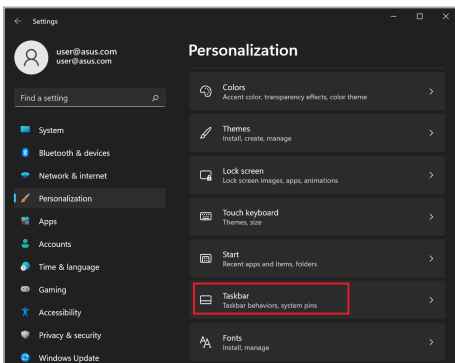 Settings
user@asus.com
user@asus.com
Find a setting
System
Bluetooth & devices
Network & internet
Personalization
Apps
Accounts
Time & language
Gaming
Accessibility
Privacy & security
Windows Update
Personalization
Colors
Accent color, transparency effects, color theme
Themes
Install, create, manage
Lock screen
Lock screen images, apps, animations
Touch keyboard
Themes, size
Start
Recent apps and items, folders
Taskbar
Taskbar behaviors, system pins
Fonts
Install, manage